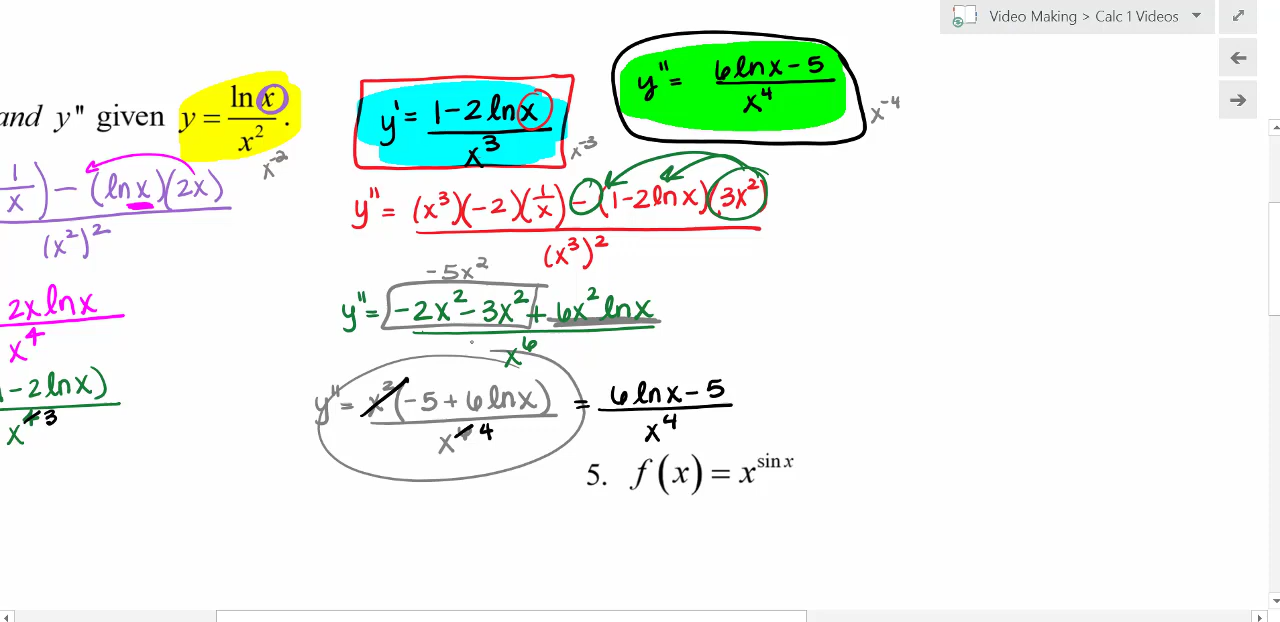 Video Making > Calc 1 Videos
and y" given y = ln x / x² .
x⁻²
y' = 1 - 2 ln x / x³
x⁻³
y'' = 6 ln x - 5 / x⁴
x⁻⁴
1/x) - (ln x)(2x) / (x²)²
y'' = (x³)(-2)(1/x) - (1 - 2 ln x)(3x²) / (x³)²
-5x²
2x ln x / x⁴
y'' = -2x² - 3x² + 6x² ln x / x⁶
- 2 ln x) / x⁴ 3
y'' = x²(-5 + 6 ln x) / x⁶ 4 = 6 ln x - 5 / x⁴
5. f(x) = x^sin x